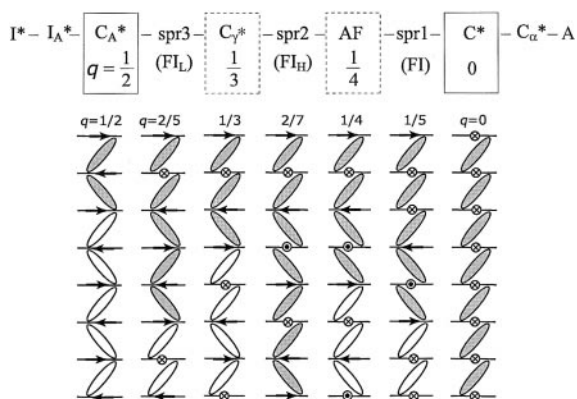 I* – I_A* – C_A* – spr3 – C_γ* – spr2 – AF – spr1 – C* – C_α* – A
q = 1/2 (FI_L) 1/3 (FI_H) 1/4 (FI) 0
q=1/2 q=2/5 1/3 2/7 1/4 1/5 q=0